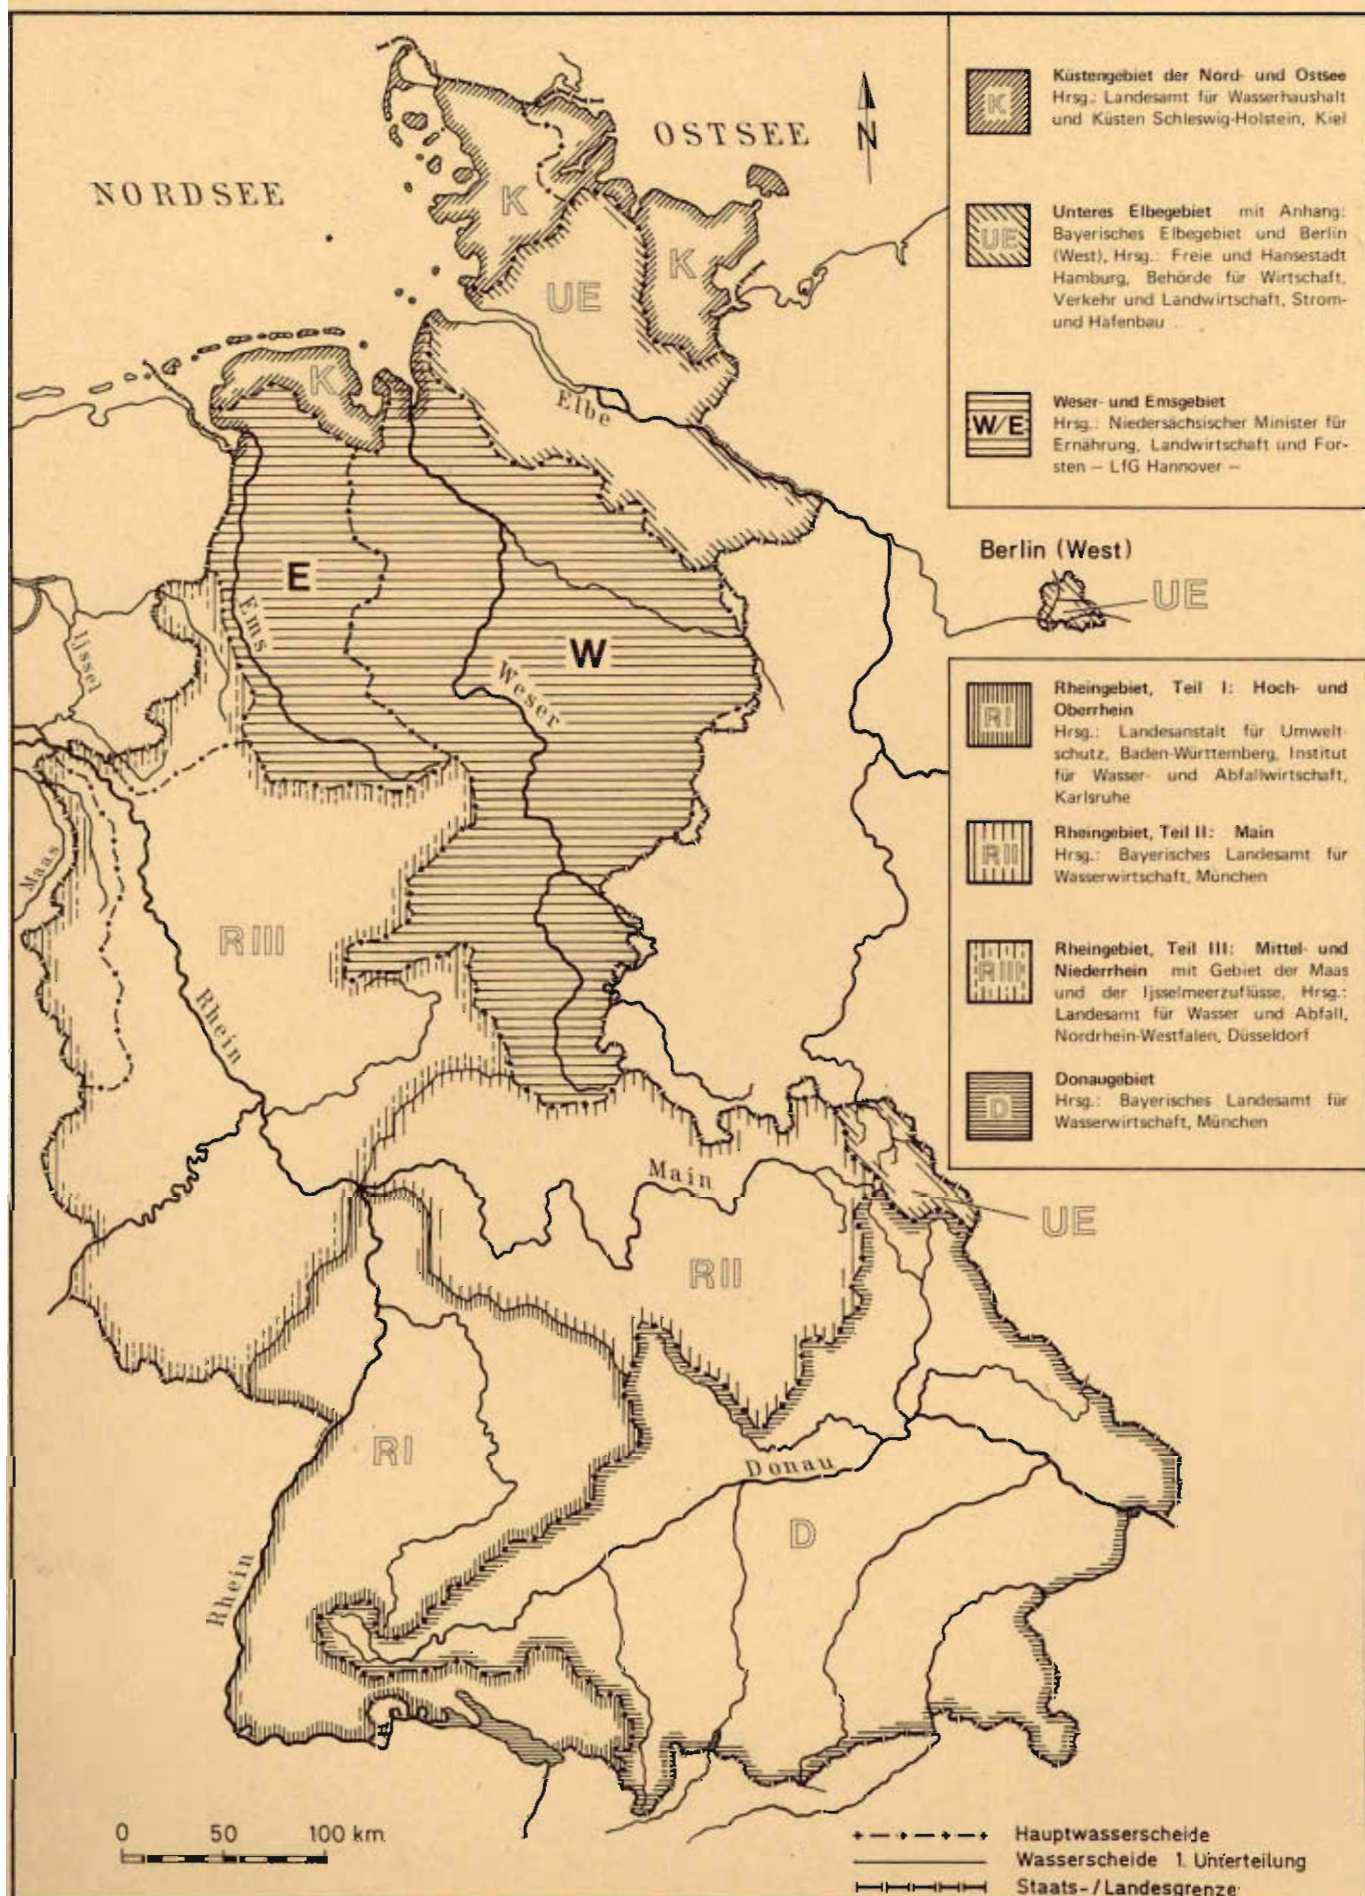 NORDSEE
OSTSEE
N
K
K
K
UE
Elbe
E
Ems
W
Weser
Ijssel
Maas
RIII
Rhein
Main
RII
UE
RI
Rhein
Donau
D
Berlin (West)
UE
K
Küstengebiet der Nord- und Ostsee
Hrsg.: Landesamt für Wasserhaushalt
und Küsten Schleswig-Holstein, Kiel
UE
Unteres Elbegebiet mit Anhang:
Bayerisches Elbegebiet und Berlin
(West), Hrsg.: Freie und Hansestadt
Hamburg, Behörde für Wirtschaft,
Verkehr und Landwirtschaft, Strom-
und Hafenbau
W/E
Weser- und Emsgebiet
Hrsg.: Niedersächsischer Minister für
Ernährung, Landwirtschaft und For-
sten – LfG Hannover –
RI
Rheingebiet, Teil I: Hoch- und
Oberrhein
Hrsg.: Landesanstalt für Umwelt-
schutz, Baden-Württemberg, Institut
für Wasser- und Abfallwirtschaft,
Karlsruhe
RII
Rheingebiet, Teil II: Main
Hrsg.: Bayerisches Landesamt für
Wasserwirtschaft, München
RIII
Rheingebiet, Teil III: Mittel- und
Niederrhein mit Gebiet der Maas
und der Ijsselmeerzuflüsse, Hrsg.:
Landesamt für Wasser und Abfall,
Nordrhein-Westfalen, Düsseldorf
D
Donaugebiet
Hrsg.: Bayerisches Landesamt für
Wasserwirtschaft, München
0 50 100 km
Hauptwasserscheide
Wasserscheide 1. Unterteilung
Staats-/Landesgrenze